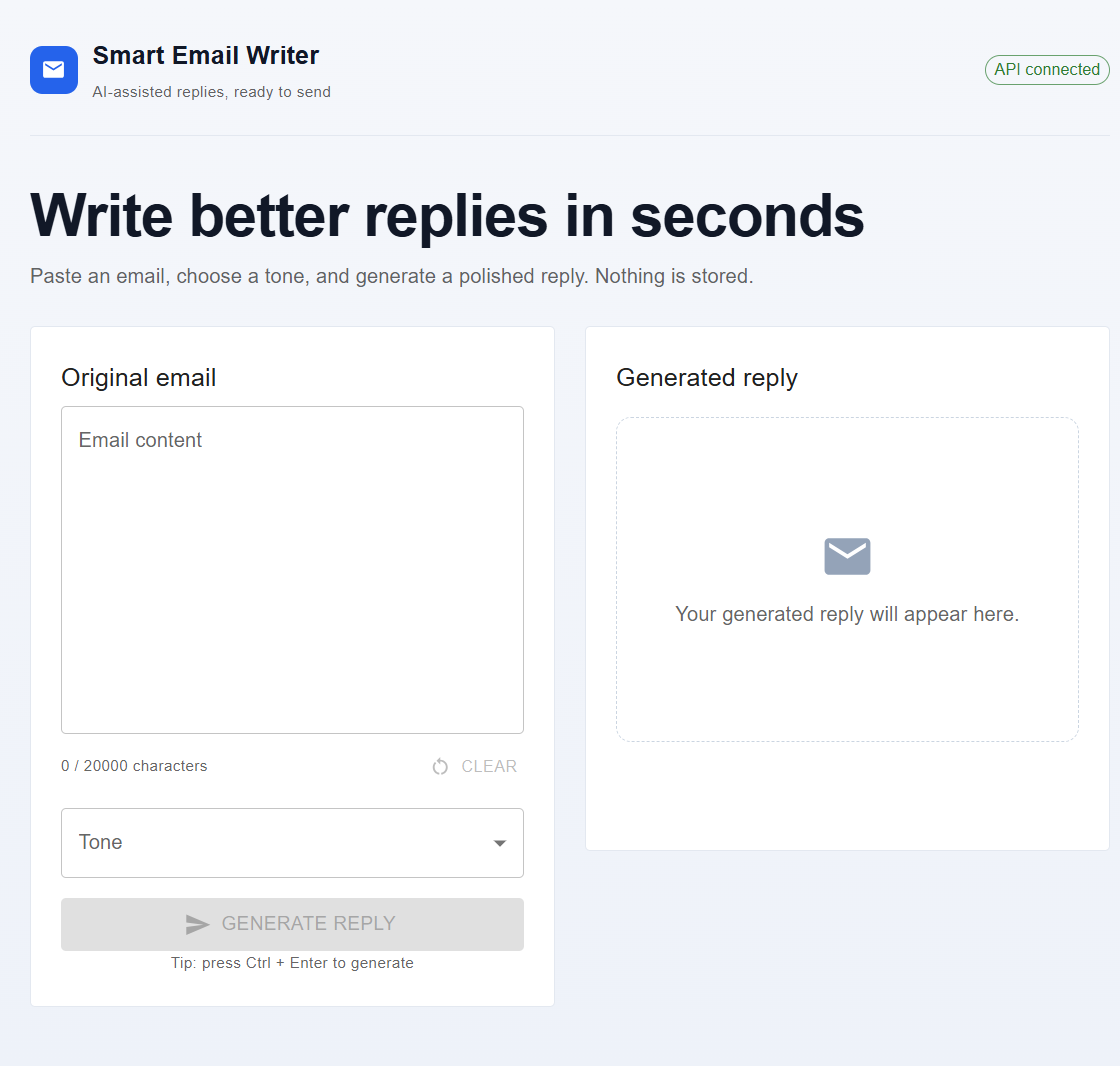 Smart Email Writer
AI-assisted replies, ready to send
API connected
Write better replies in seconds
Paste an email, choose a tone, and generate a polished reply. Nothing is stored.
Original email
Email content
0 / 20000 characters
CLEAR
Tone
GENERATE REPLY
Tip: press Ctrl + Enter to generate
Generated reply
Your generated reply will appear here.